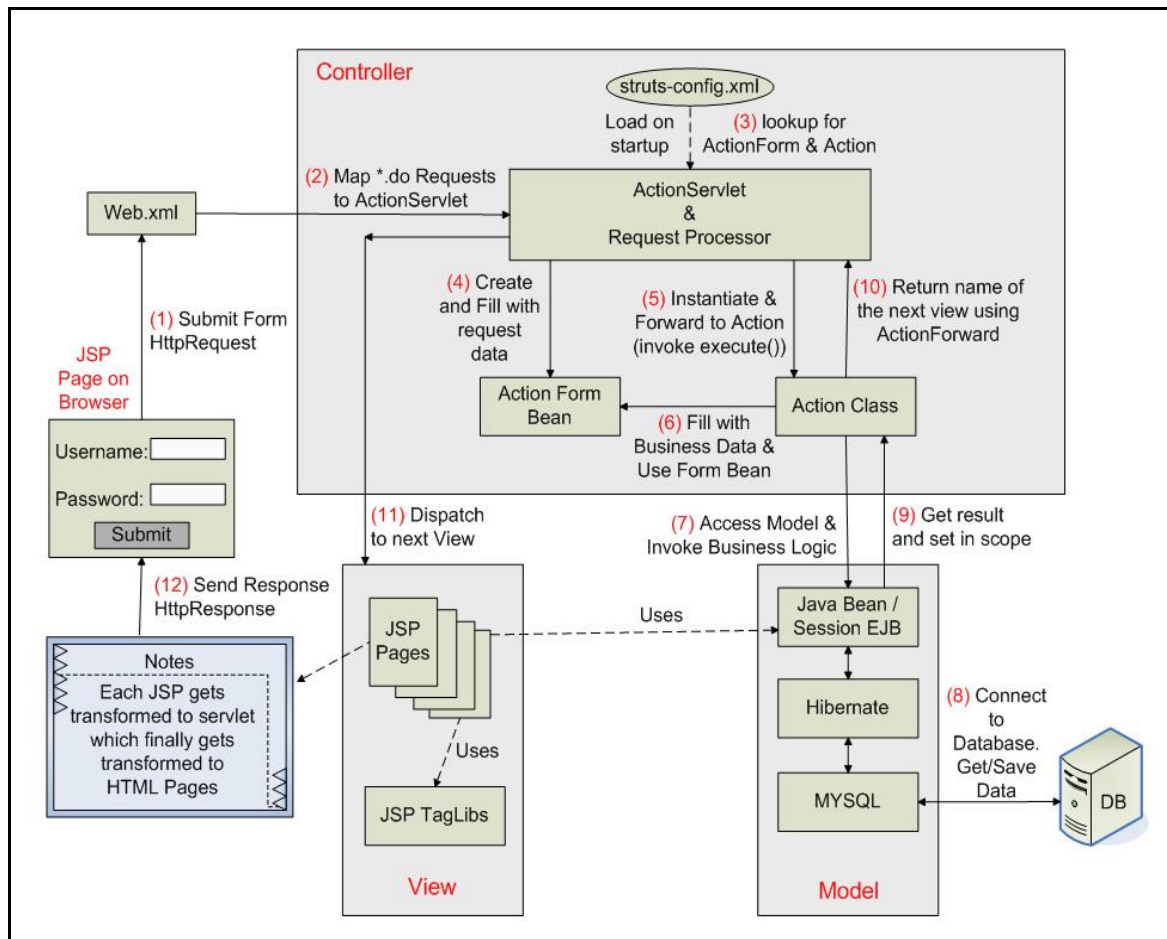 Controller
struts-config.xml
Load on
startup
(3) lookup for
ActionForm & Action
(2) Map *.do Requests
to ActionServlet
Web.xml
ActionServlet
&
Request Processor
(1) Submit Form
HttpRequest
(4) Create
and Fill with
request
data
(5) Instantiate &
Forward to Action
(invoke execute())
(10) Return name of
the next view using
ActionForward
JSP
Page on
Browser
Action Form
Bean
Action Class
(6) Fill with
Business Data &
Use Form Bean
Username:
Password:
Submit
(11) Dispatch
to next View
(7) Access Model &
Invoke Business Logic
(9) Get result
and set in scope
(12) Send Response
HttpResponse
JSP
Pages
Uses
Java Bean /
Session EJB
Notes
Each JSP gets
transformed to servlet
which finally gets
transformed to
HTML Pages
Uses
Hibernate
(8) Connect
to
Database.
Get/Save
Data
JSP TagLibs
MYSQL
DB
View
Model